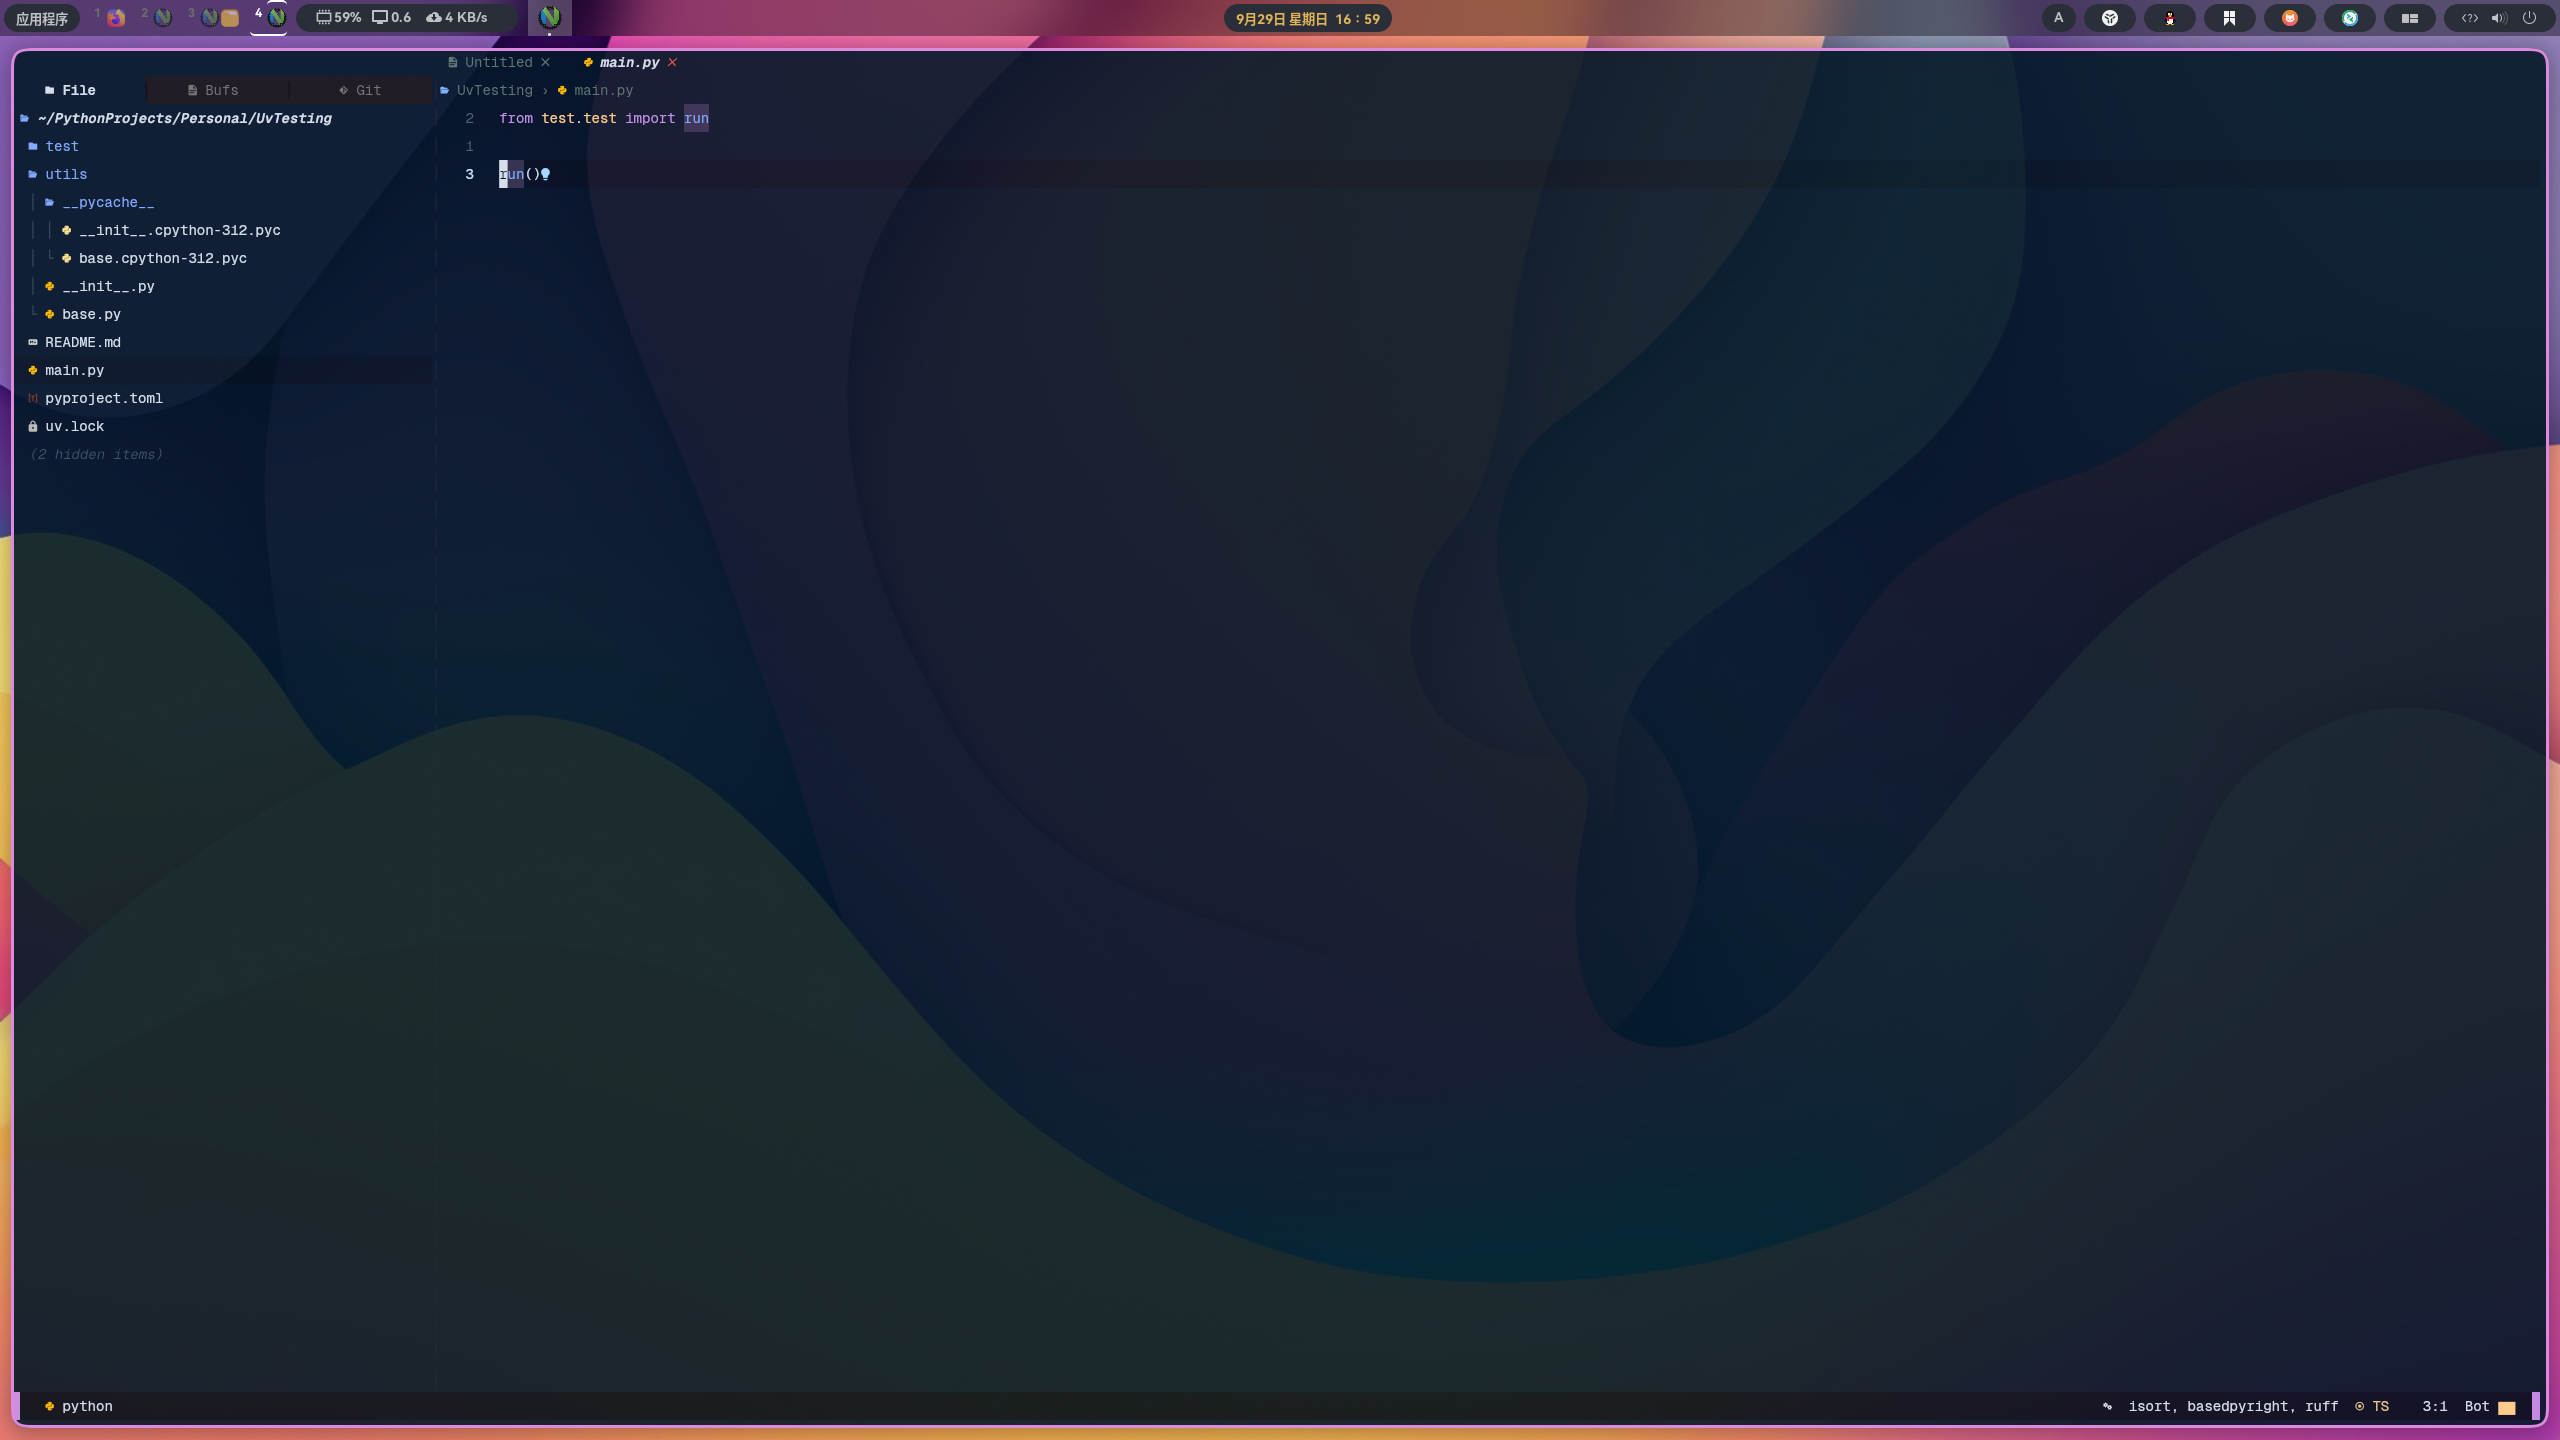 应用程序 1 2 3 4 59% 0.6 4 KB/s 9月29日 星期日 16：59 A <?>
Untitled × main.py ×
File Bufs Git UvTesting › main.py
~/PythonProjects/Personal/UvTesting 2 from test.test import run
test 1
utils 3 run()
__pycache__
__init__.cpython-312.pyc
base.cpython-312.pyc
__init__.py
base.py
README.md
main.py
pyproject.toml
uv.lock
(2 hidden items)
python isort, basedpyright, ruff TS 3:1 Bot